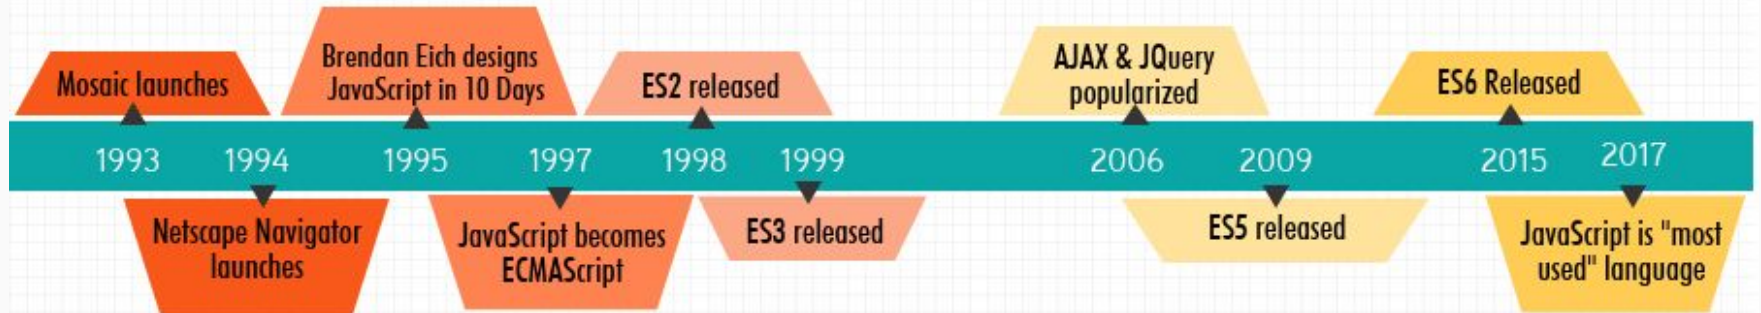 Mosaic launches
Brendan Eich designs
JavaScript in 10 Days
ES2 released
AJAX & JQuery
popularized
ES6 Released
1993 1994 1995 1997 1998 1999 2006 2009 2015 2017
Netscape Navigator
launches
JavaScript becomes
ECMAScript
ES3 released
ES5 released
JavaScript is "most
used" language